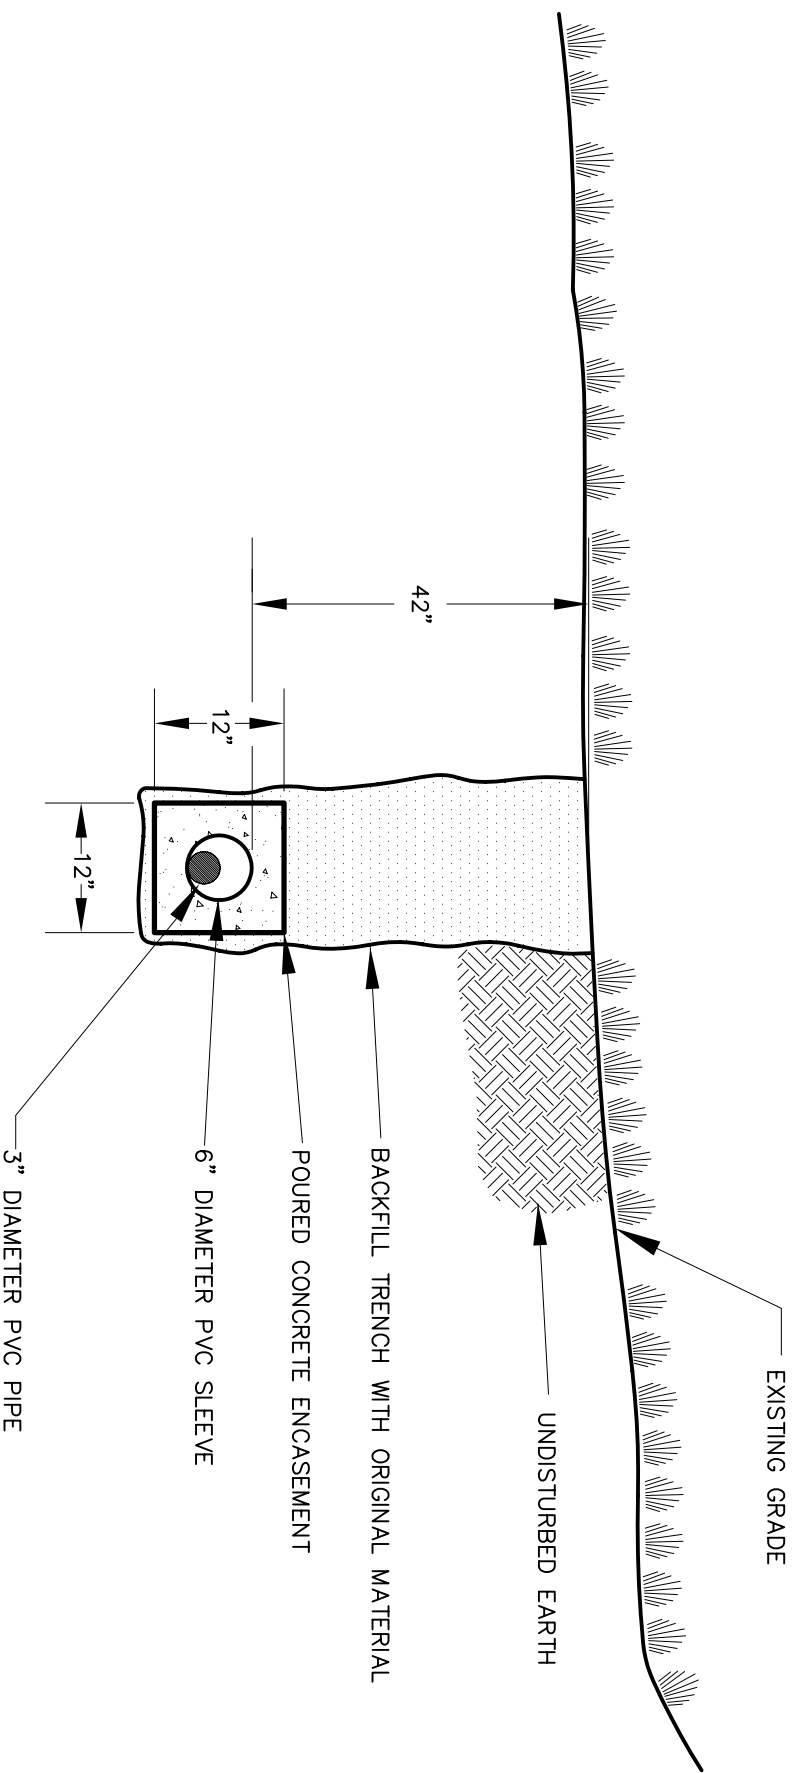 EXISTING GRADE
UNDISTURBED EARTH
42"
BACKFILL TRENCH WITH ORIGINAL MATERIAL
POURED CONCRETE ENCASEMENT
12"
6" DIAMETER PVC SLEEVE
12"
3" DIAMETER PVC PIPE